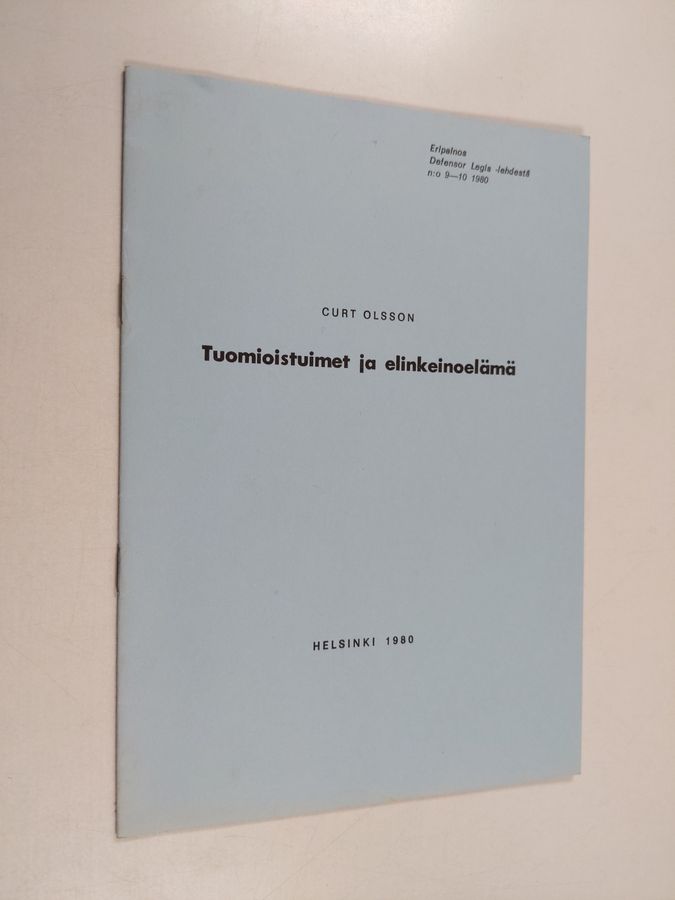 Eripainos
Defensor Legis -lehdestä
n:o 9—10 1980
CURT OLSSON
Tuomioistuimet ja elinkeinoelämä
HELSINKI 1980